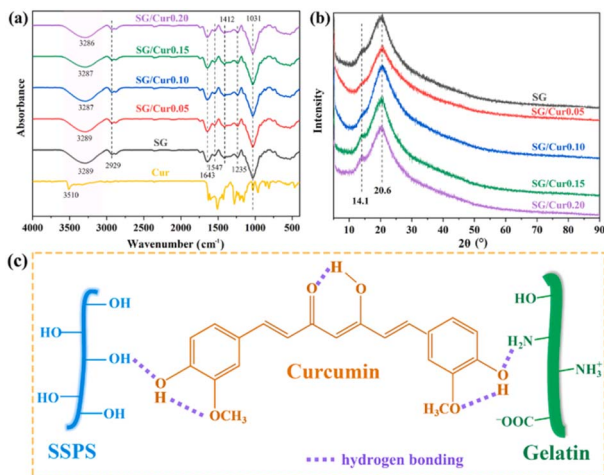 (a)
SG/Cur0.20
1412
1031
3286
SG/Cur0.15
3287
SG/Cur0.10
3287
SG/Cur0.05
3289
SG
3289
2929
1643
1547
1235
Cur
3510
Absorbance
4000 3500 3000 2500 2000 1500 1000 500
Wavenumber (cm⁻¹)
(b)
SG
SG/Cur0.05
SG/Cur0.10
SG/Cur0.15
SG/Cur0.20
14.1
20.6
Intensity
10 20 30 40 50 60 70 80 90
2θ (°)
(c)
OH
HO
OH
HO
OH
SSPS
H
O
O
O
H
OCH₃
Curcumin
O
H
H₃CO
HO
H₂N
NH₃⁺
⁻OOC
Gelatin
hydrogen bonding